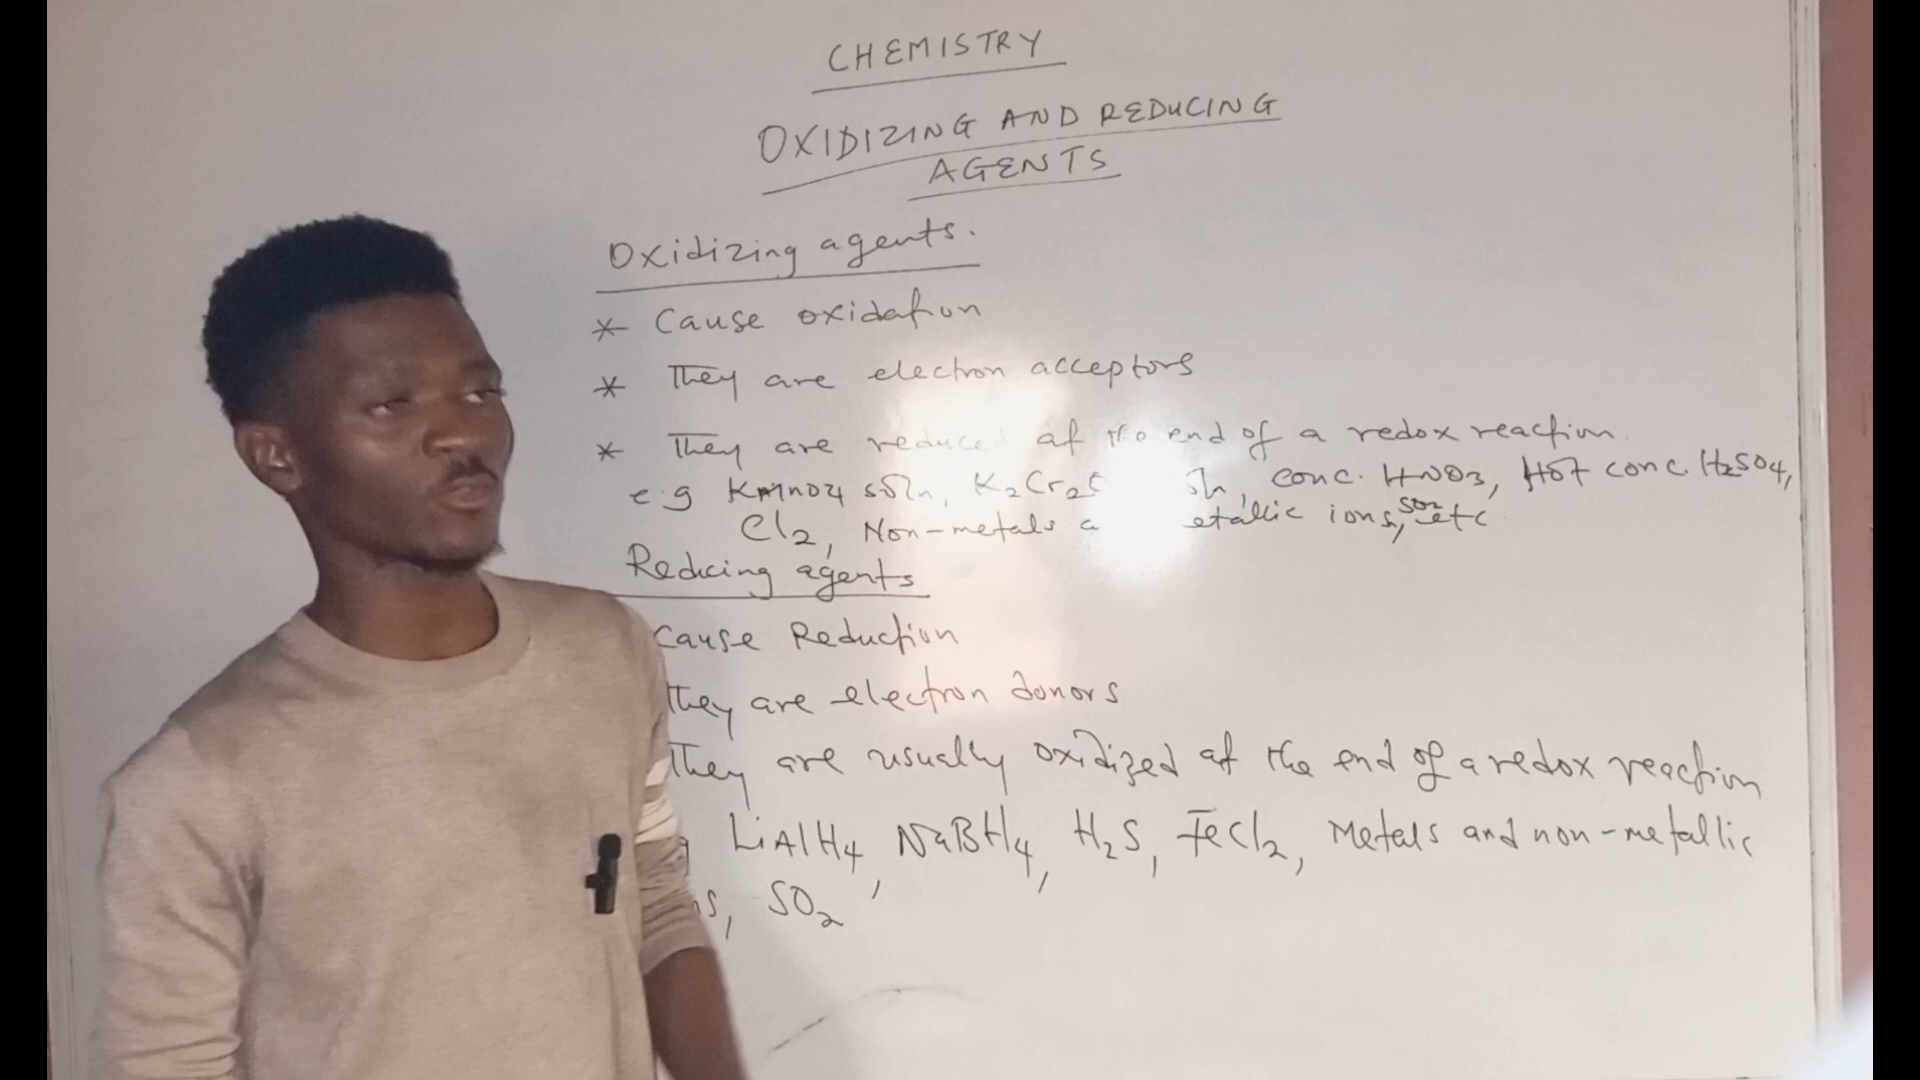 CHEMISTRY
OXIDIZING AND REDUCING
AGENTS
Oxidizing agents.
* Cause oxidation
* They are electron acceptors
* They are reduced at the end of a redox reaction
e.g KMnO4 soln, K2Cr2 conc. HNO3, Hot conc. H2SO4,
Cl2, Non-metals ions, SO2 etc
Reducing agents
Cause Reduction
They are electron donors
They are usually oxidized at the end of a redox reaction
LiAlH4, NaBH4, H2S, FeCl2, Metals and non-metallic
SO2